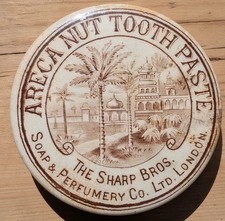 ARECA NUT TOOTH PASTE
THE SHARP BROS.
SOAP & PERFUMERY CO. LTD. LONDON.